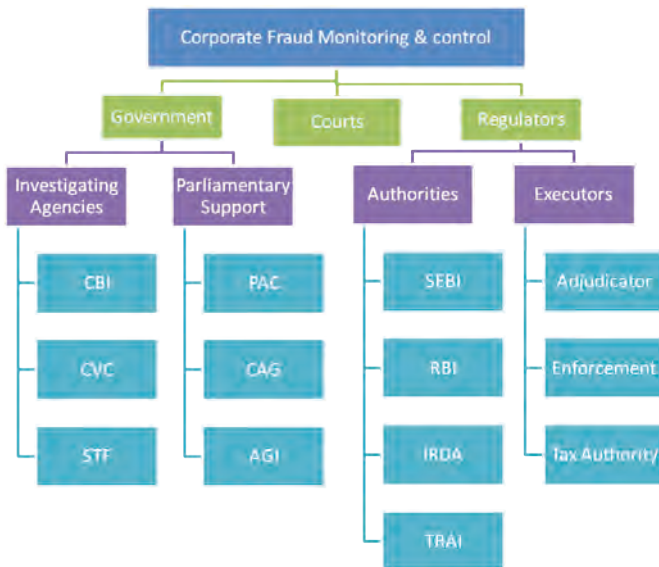 Corporate Fraud Monitoring & control
Government
Courts
Regulators
Investigating
Agencies
Parliamentary
Support
Authorities
Executors
CBI
PAC
SEBI
Adjudicator
CVC
CAG
RBI
Enforcement
STF
AGI
IRDA
Tax Authority
TRAI